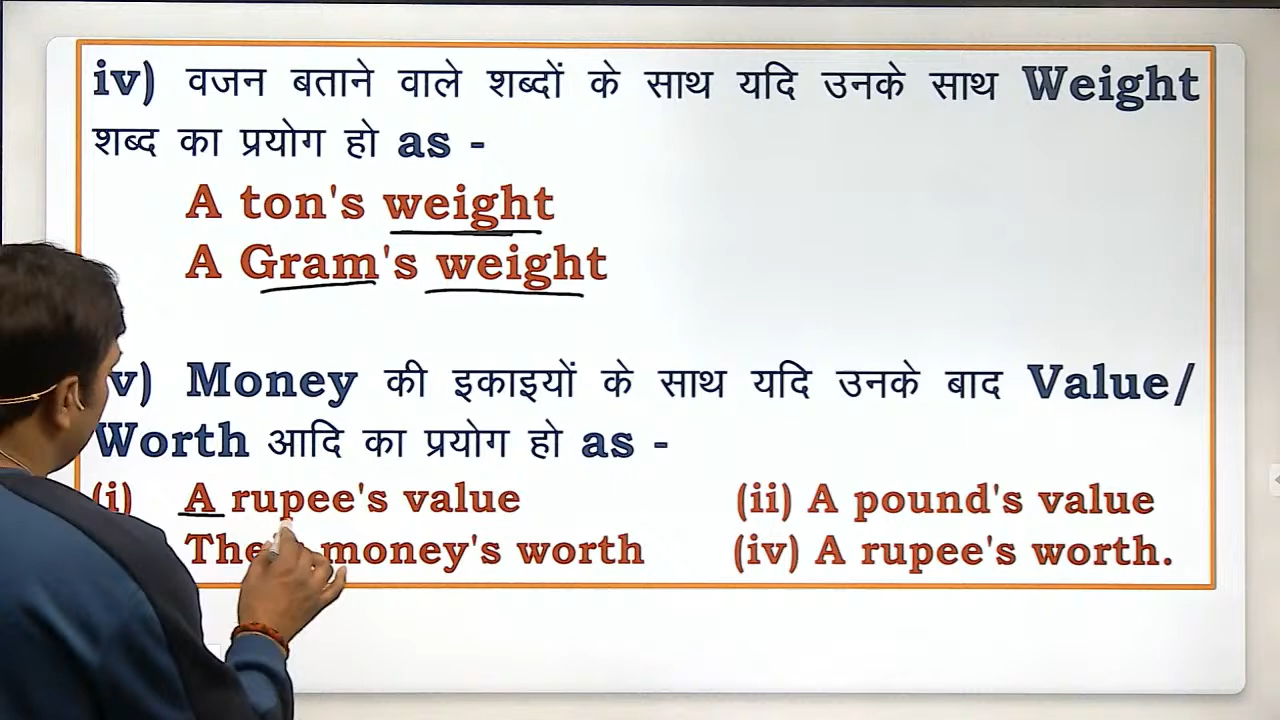 iv) वजन बताने वाले शब्दों के साथ यदि उनके साथ Weight
शब्द का प्रयोग हो as -
A ton's weight
A Gram's weight
v) Money की इकाइयों के साथ यदि उनके बाद Value/
Worth आदि का प्रयोग हो as -
(i) A rupee's value (ii) A pound's value
money's worth (iv) A rupee's worth.